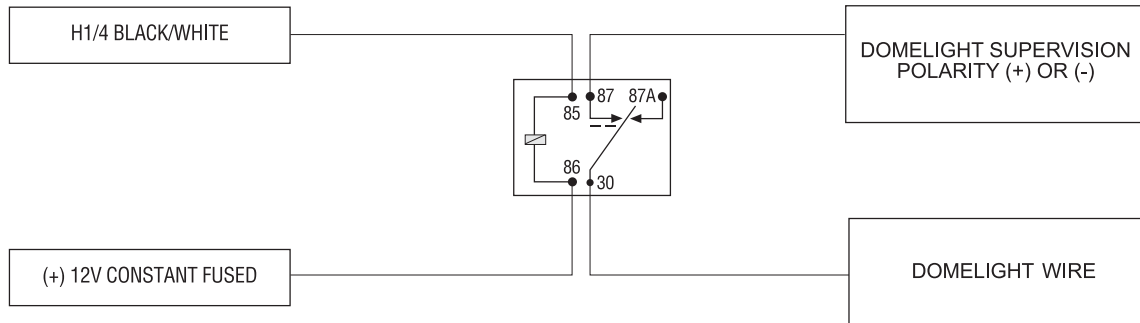 H1/4 BLACK/WHITE
DOMELIGHT SUPERVISION
POLARITY (+) OR (-)
87 87A
85
86
30
(+) 12V CONSTANT FUSED
DOMELIGHT WIRE